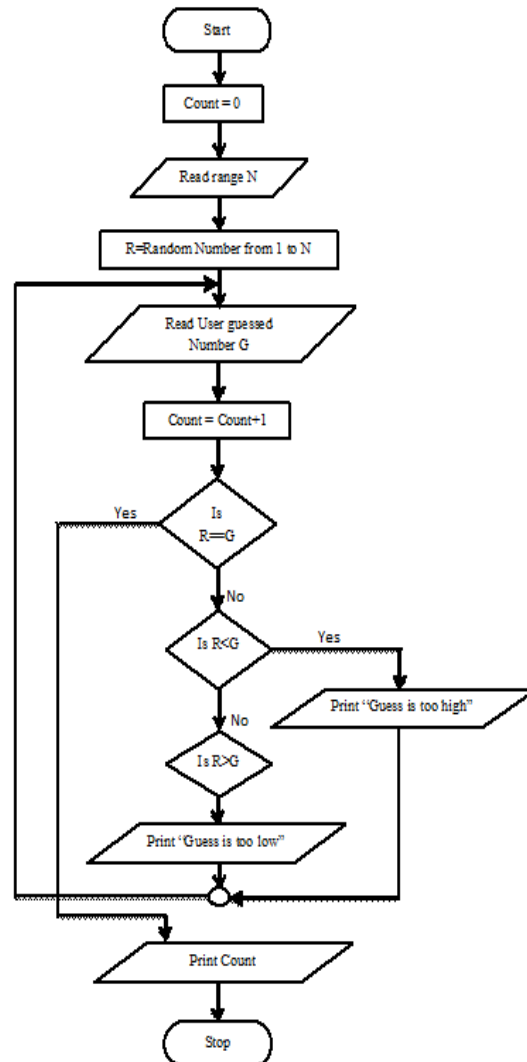 Start
Count = 0
Read range N
R=Random Number from 1 to N
Read User guessed
Number G
Count = Count+1
Yes
Is
R==G
No
Is R<G
Yes
Print “Guess is too high”
No
Is R>G
Print “Guess is too low”
Print Count
Stop